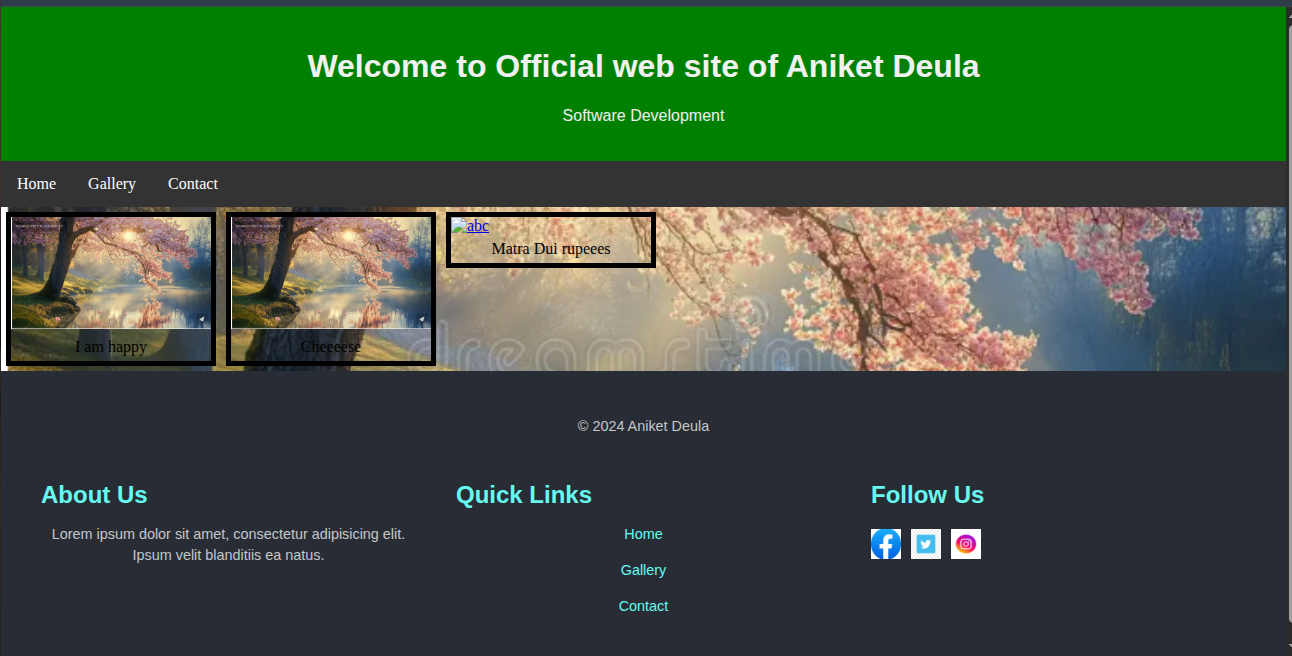 Welcome to Official web site of Aniket Deula
Software Development
Home Gallery Contact
abc
Matra Dui rupeees
I am happy
Cheeeese
dreamstime
© 2024 Aniket Deula
About Us
Lorem ipsum dolor sit amet, consectetur adipisicing elit.
Ipsum velit blanditiis ea natus.
Quick Links
Home
Gallery
Contact
Follow Us